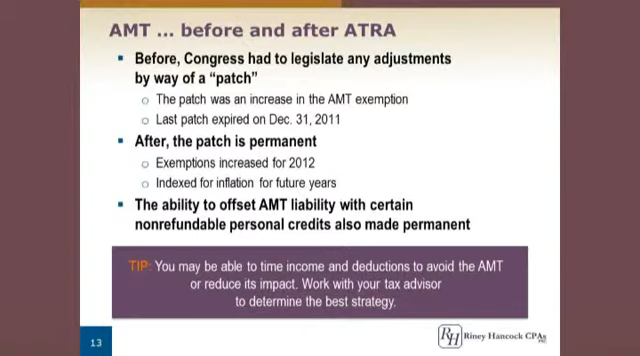 AMT ... before and after ATRA
▪ Before, Congress had to legislate any adjustments
by way of a “patch”
○ The patch was an increase in the AMT exemption
○ Last patch expired on Dec. 31, 2011
▪ After, the patch is permanent
○ Exemptions increased for 2012
○ Indexed for inflation for future years
▪ The ability to offset AMT liability with certain
nonrefundable personal credits also made permanent
TIP: You may be able to time income and deductions to avoid the AMT
or reduce its impact. Work with your tax advisor
to determine the best strategy.
13
RH Riney Hancock CPAs